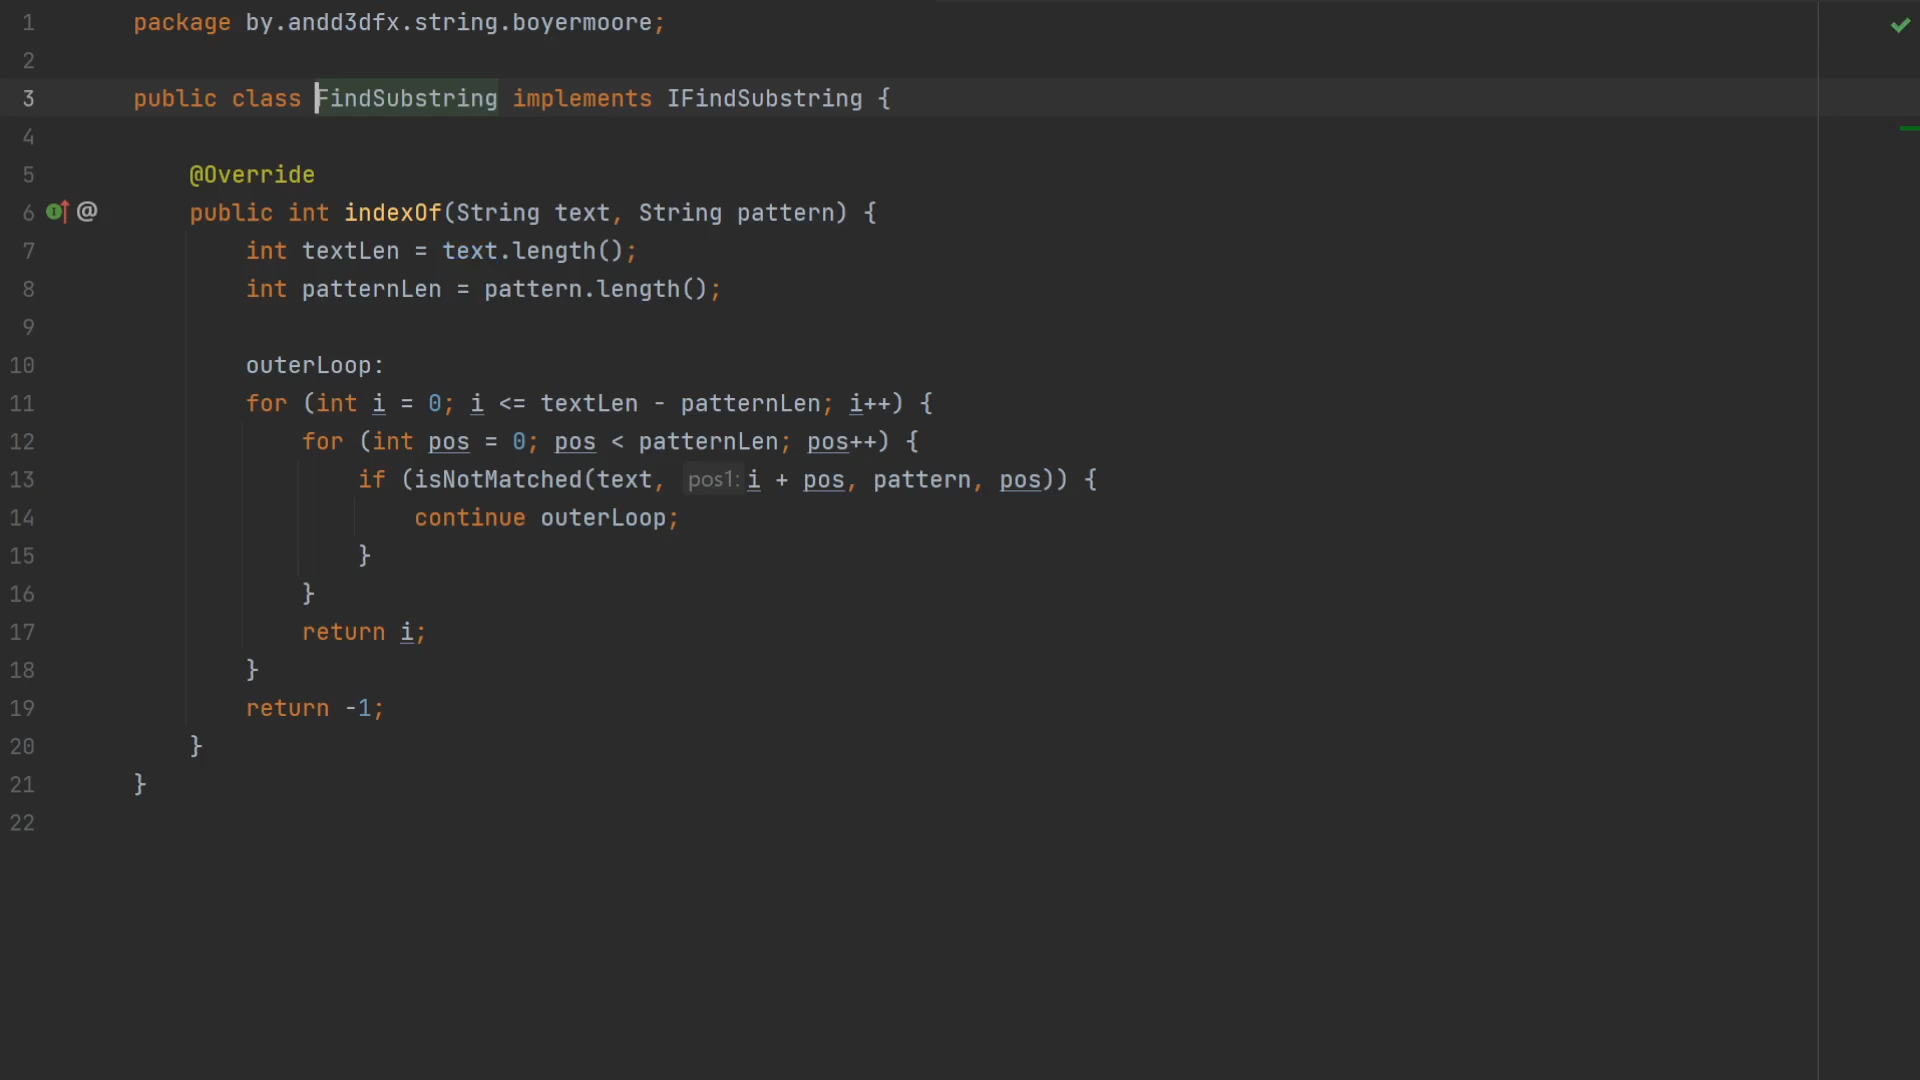 1 package by.andd3dfx.string.boyermoore;
2
3 public class FindSubstring implements IFindSubstring {
4
5 @Override
6 @ public int indexOf(String text, String pattern) {
7 int textLen = text.length();
8 int patternLen = pattern.length();
9
10 outerLoop:
11 for (int i = 0; i <= textLen - patternLen; i++) {
12 for (int pos = 0; pos < patternLen; pos++) {
13 if (isNotMatched(text, pos1: i + pos, pattern, pos)) {
14 continue outerLoop;
15 }
16 }
17 return i;
18 }
19 return -1;
20 }
21 }
22